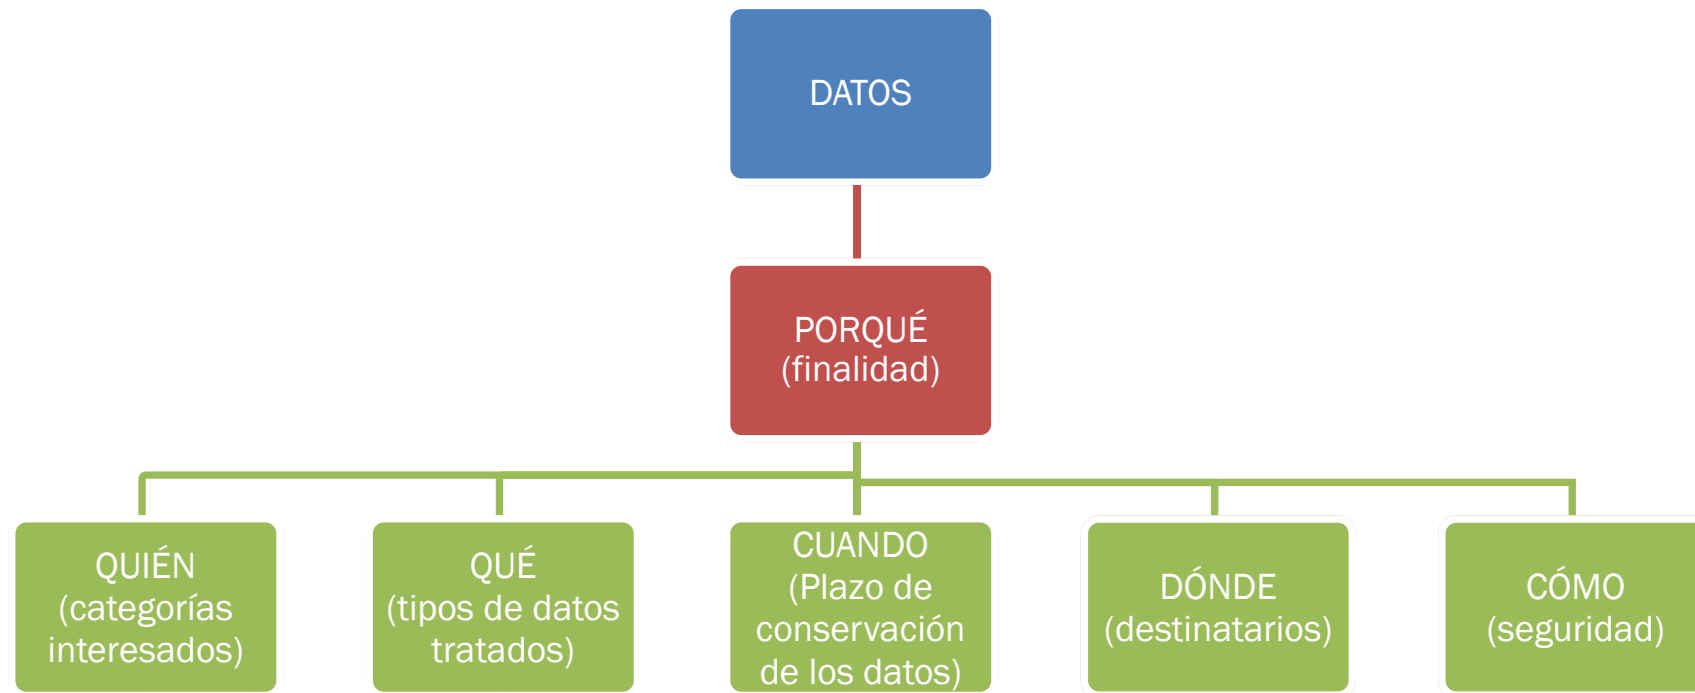 DATOS
PORQUÉ
(finalidad)
QUIÉN
(categorías
interesados)
QUÉ
(tipos de datos
tratados)
CUANDO
(Plazo de
conservación
de los datos)
DÓNDE
(destinatarios)
CÓMO
(seguridad)